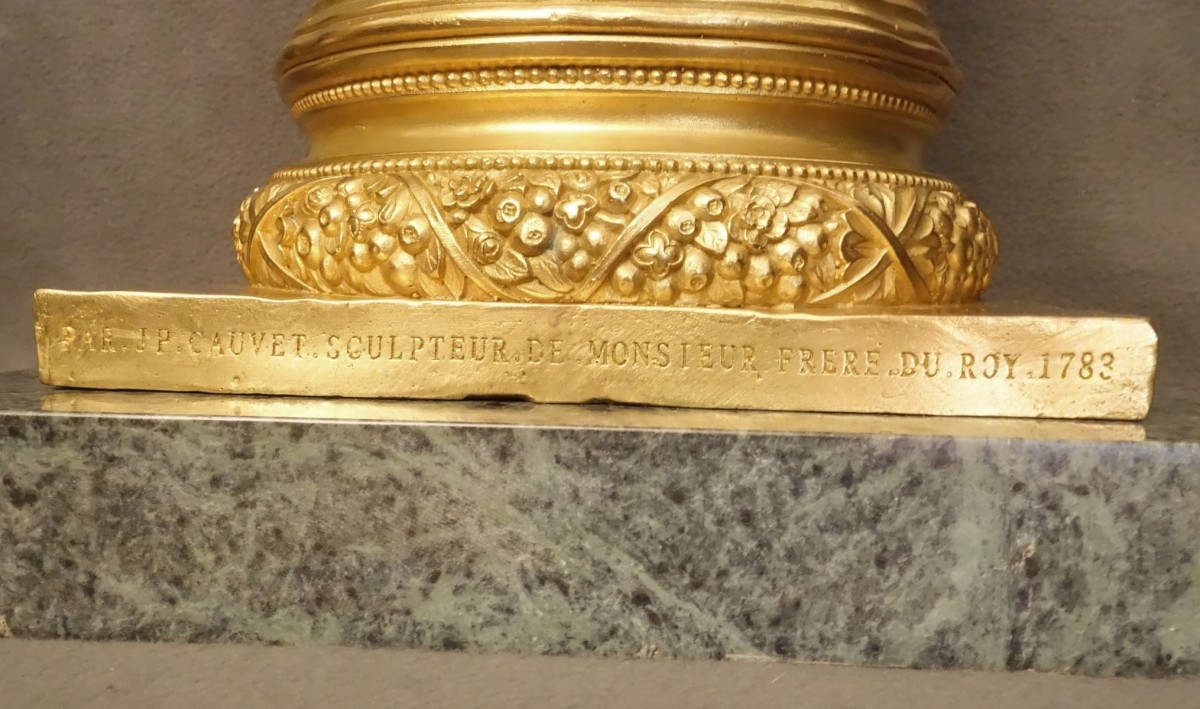 PAR.J.P.CAUVET.SCULPTEUR.DE MONSIEUR FRERE.DU.ROY.1783